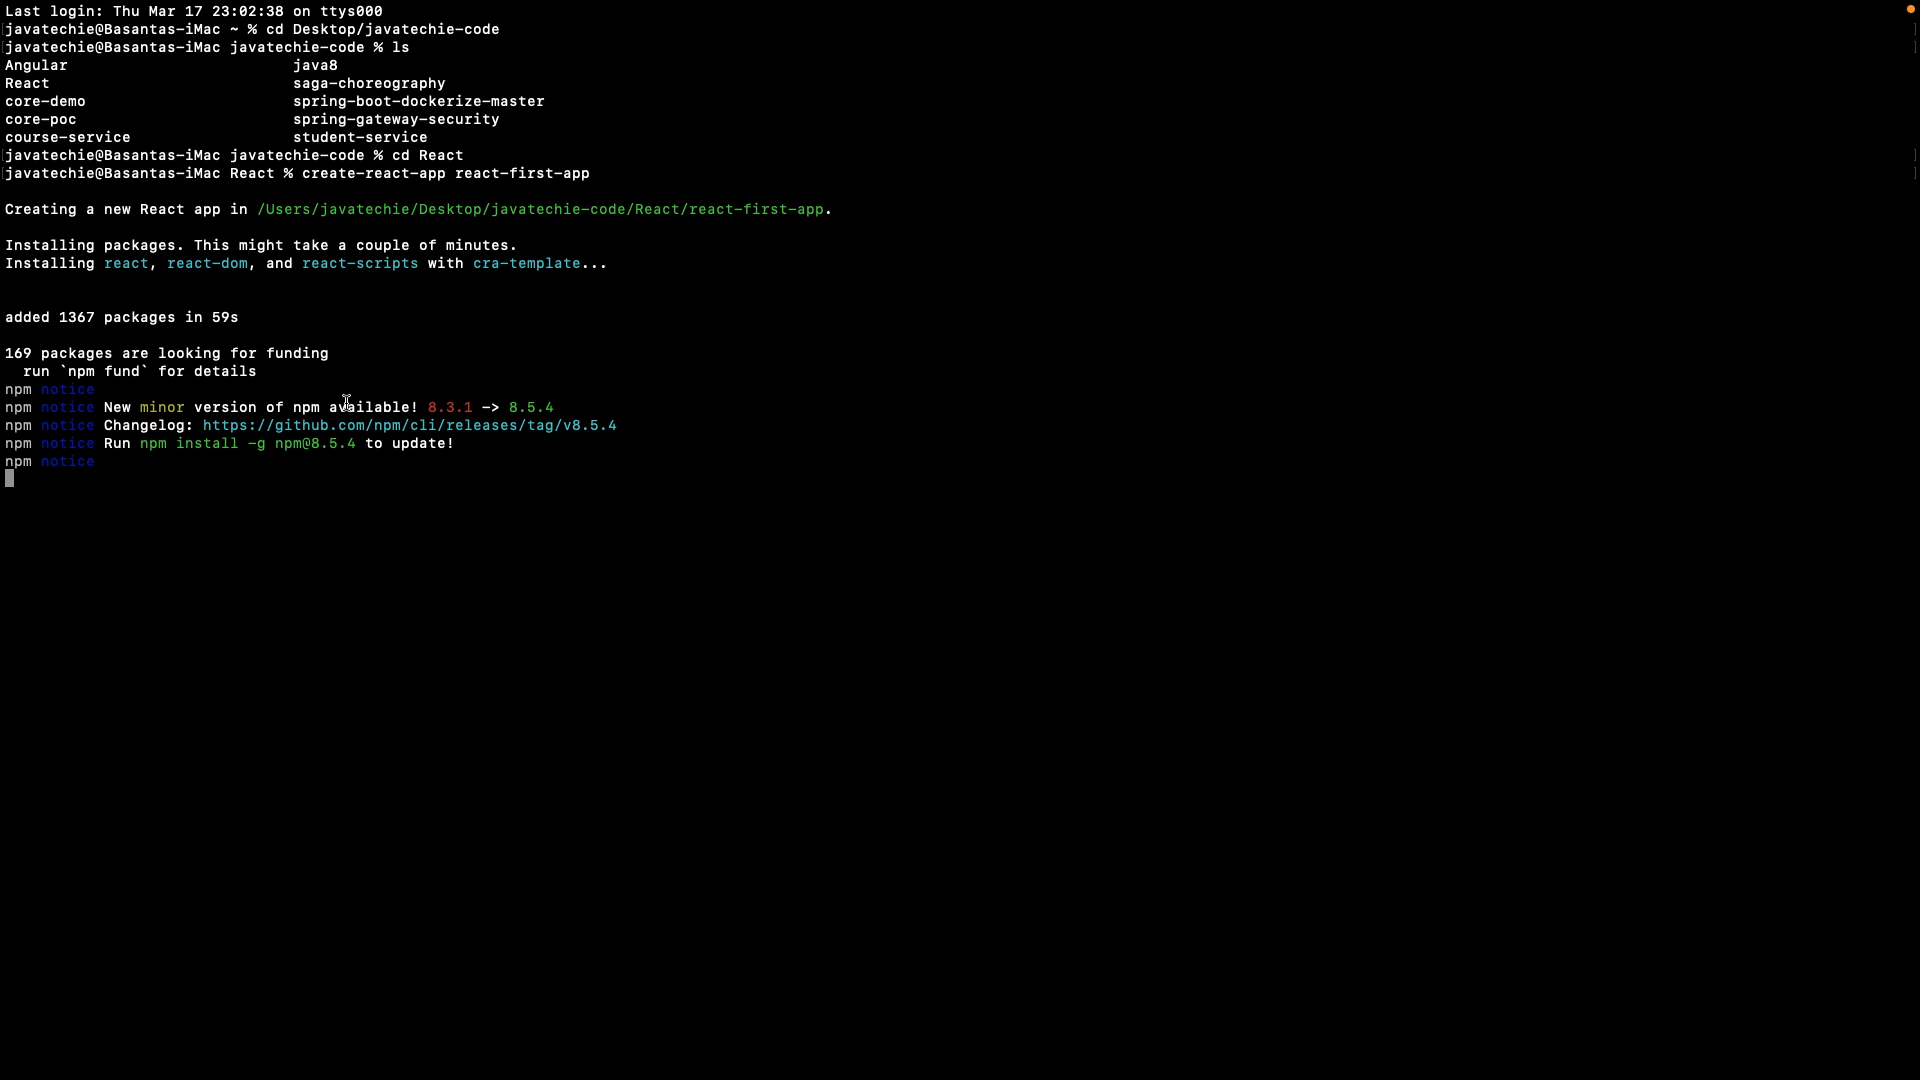 Last login: Thu Mar 17 23:02:38 on ttys000
[javatechie@Basantas-iMac ~ % cd Desktop/javatechie-code ]
[javatechie@Basantas-iMac javatechie-code % ls ]
Angular java8
React saga-choreography
core-demo spring-boot-dockerize-master
core-poc spring-gateway-security
course-service student-service
[javatechie@Basantas-iMac javatechie-code % cd React ]
[javatechie@Basantas-iMac React % create-react-app react-first-app ]
Creating a new React app in /Users/javatechie/Desktop/javatechie-code/React/react-first-app.
Installing packages. This might take a couple of minutes.
Installing react, react-dom, and react-scripts with cra-template...
added 1367 packages in 59s
169 packages are looking for funding
run `npm fund` for details
npm notice
npm notice New minor version of npm available! 8.3.1 -> 8.5.4
npm notice Changelog: https://github.com/npm/cli/releases/tag/v8.5.4
npm notice Run npm install -g npm@8.5.4 to update!
npm notice